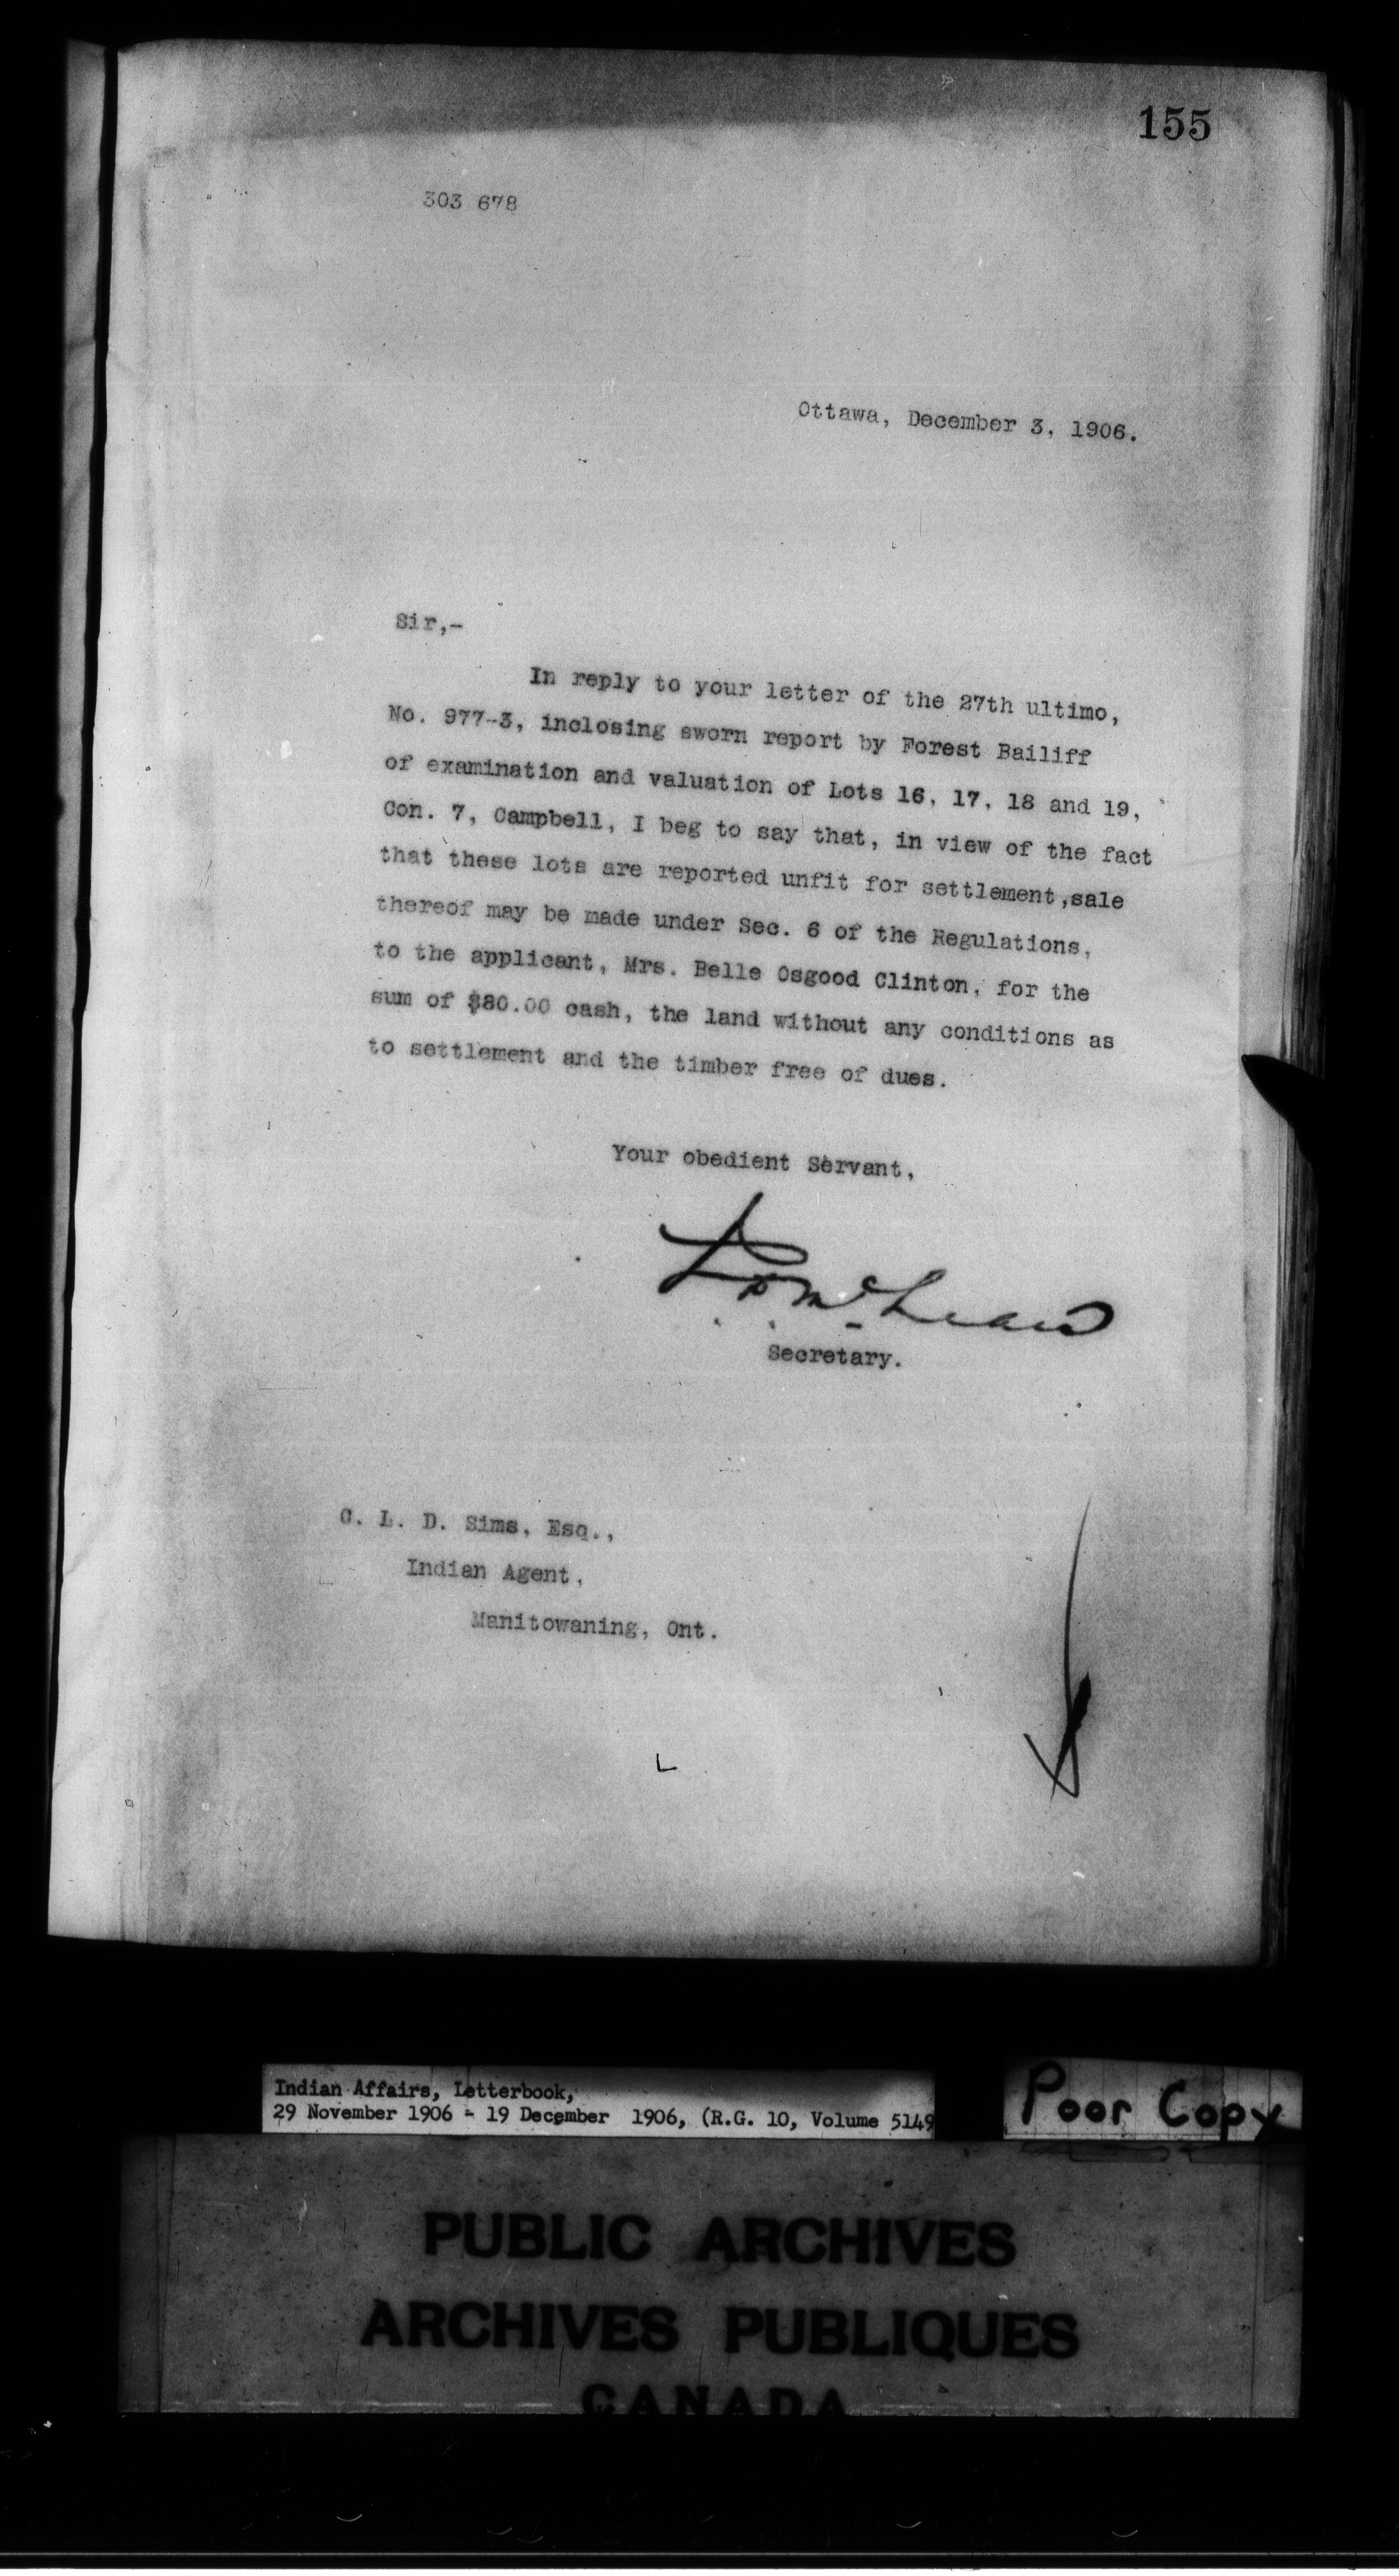 155
303 678
Ottawa, December 3, 1906.
Sir,-
In reply to your letter of the 27th ultimo,
No. 977-3, inclosing sworn report by Forest Bailiff
of examination and valuation of Lots 16, 17, 18 and 19,
Con. 7, Campbell, I beg to say that, in view of the fact
that these lots are reported unfit for settlement,sale
thereof may be made under Sec. 6 of the Regulations,
to the applicant, Mrs. Belle Osgood Clinton, for the
sum of $80.00 cash, the land without any conditions as
to settlement and the timber free of dues.
Your obedient Servant,
McLean
Secretary.
C. L. D. Sims, Esq.,
Indian Agent,
Manitowaning, Ont.
L
Indian Affairs, Letterbook,
29 November 1906 - 19 December 1906, (R.G. 10, Volume 5149
Poor Copy
PUBLIC ARCHIVES
ARCHIVES PUBLIQUES
CANADA